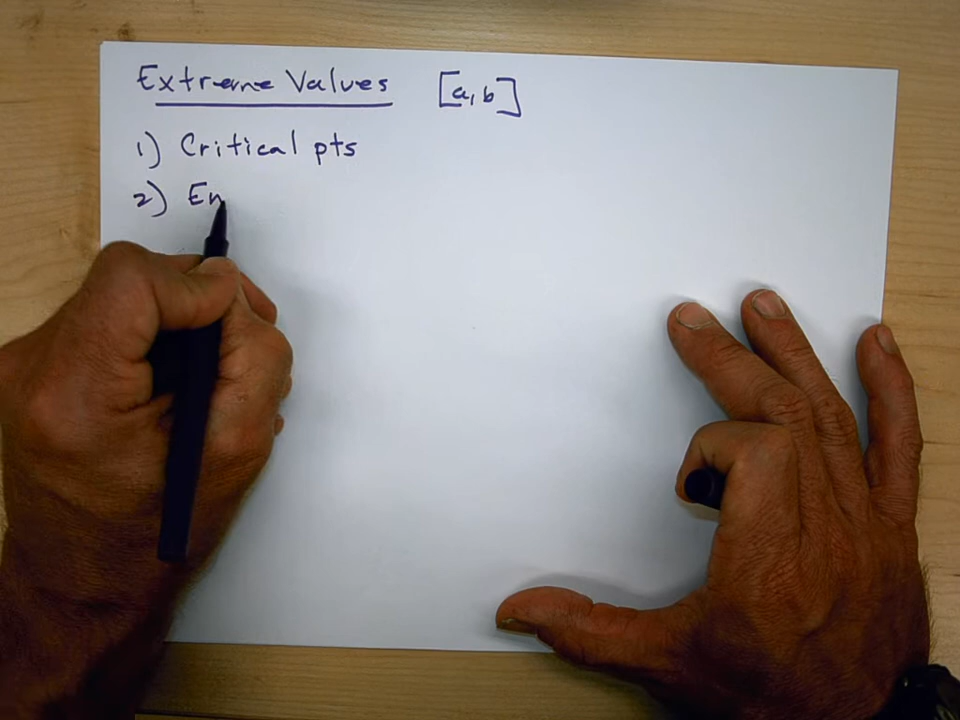 Extreme Values [a,b]
1) Critical pts
2) En